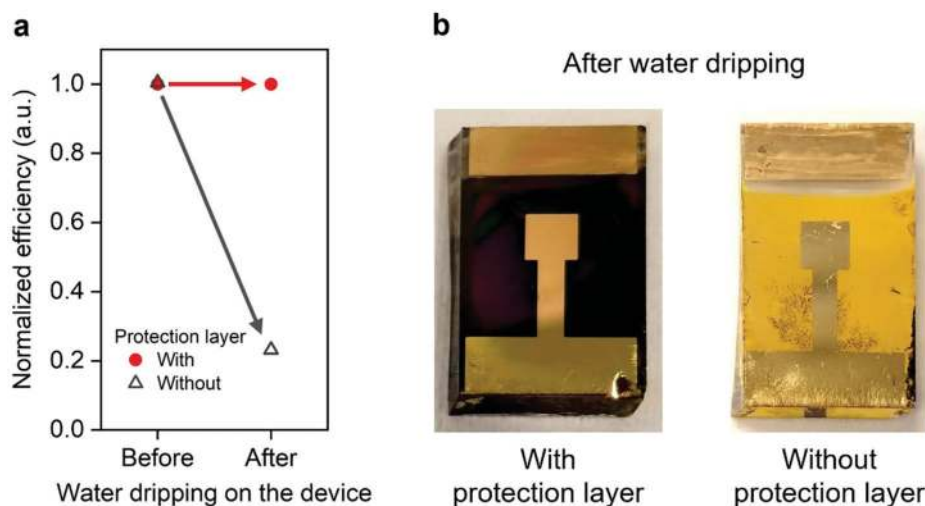 a
Normalized efficiency (a.u.)
1.0
0.8
0.6
0.4
0.2
0.0
Protection layer
With
Without
Before
After
Water dripping on the device
b
After water dripping
With
protection layer
Without
protection layer